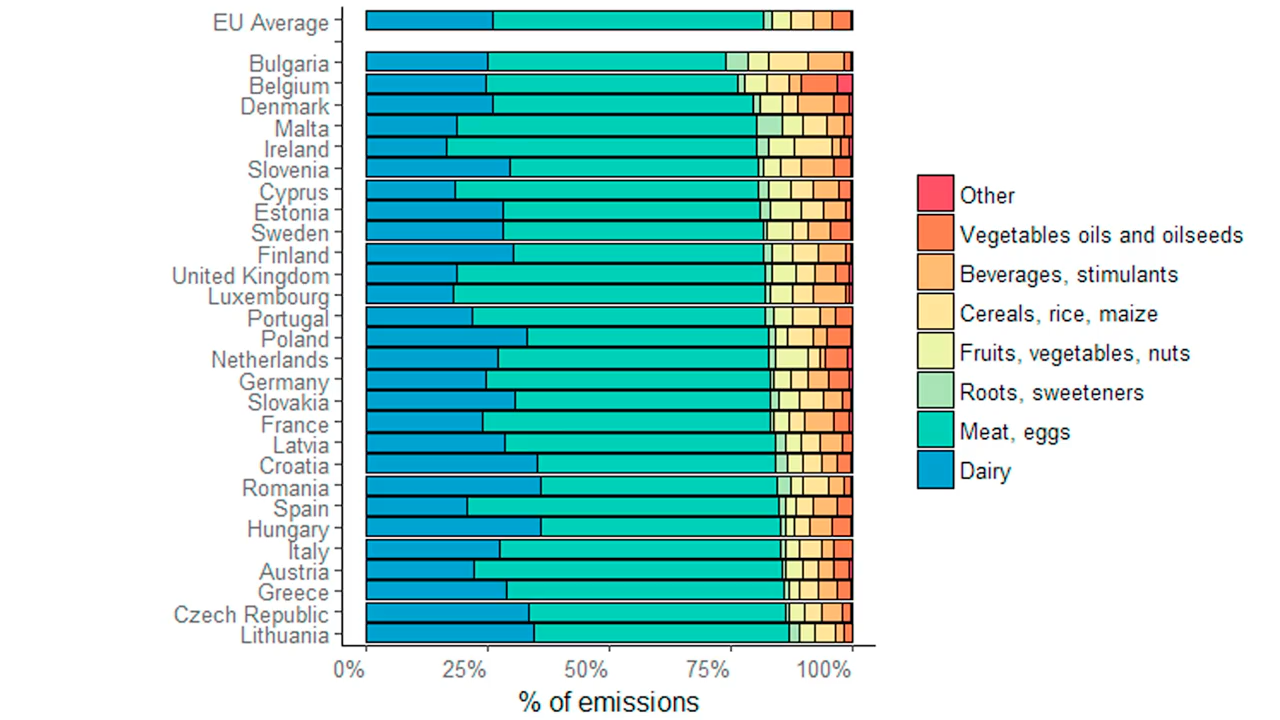 EU Average
Bulgaria
Belgium
Denmark
Malta
Ireland
Slovenia
Cyprus
Estonia
Sweden
Finland
United Kingdom
Luxembourg
Portugal
Poland
Netherlands
Germany
Slovakia
France
Latvia
Croatia
Romania
Spain
Hungary
Italy
Austria
Greece
Czech Republic
Lithuania
0% 25% 50% 75% 100%
% of emissions
Other
Vegetables oils and oilseeds
Beverages, stimulants
Cereals, rice, maize
Fruits, vegetables, nuts
Roots, sweeteners
Meat, eggs
Dairy